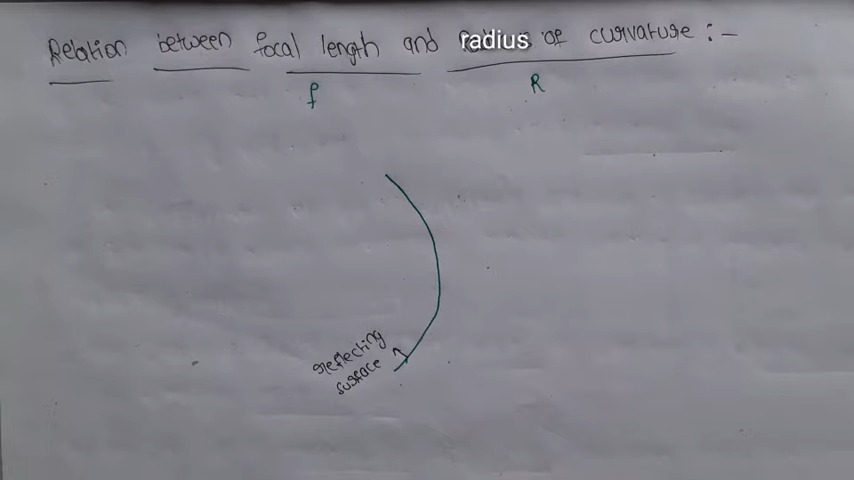 Relation between focal length and radius of curvature :-
f R
reflecting
surface